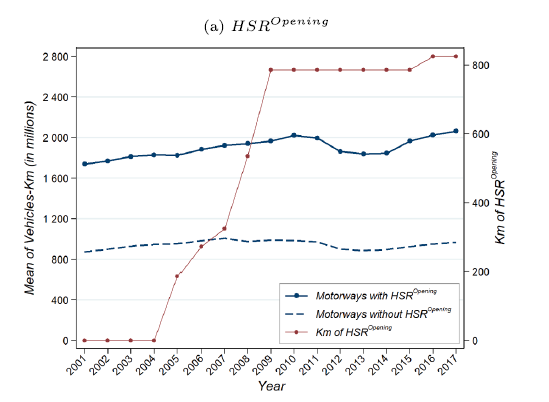 (a) HSR^Opening
Mean of Vehicles-Km (in millions)
2 800
2 400
2 000
1 600
1 200
800
400
0
800
600
400
200
0
Km of HSR^Opening
Motorways with HSR^Opening
Motorways without HSR^Opening
Km of HSR^Opening
2001 2002 2003 2004 2005 2006 2007 2008 2009 2010 2011 2012 2013 2014 2015 2016 2017
Year